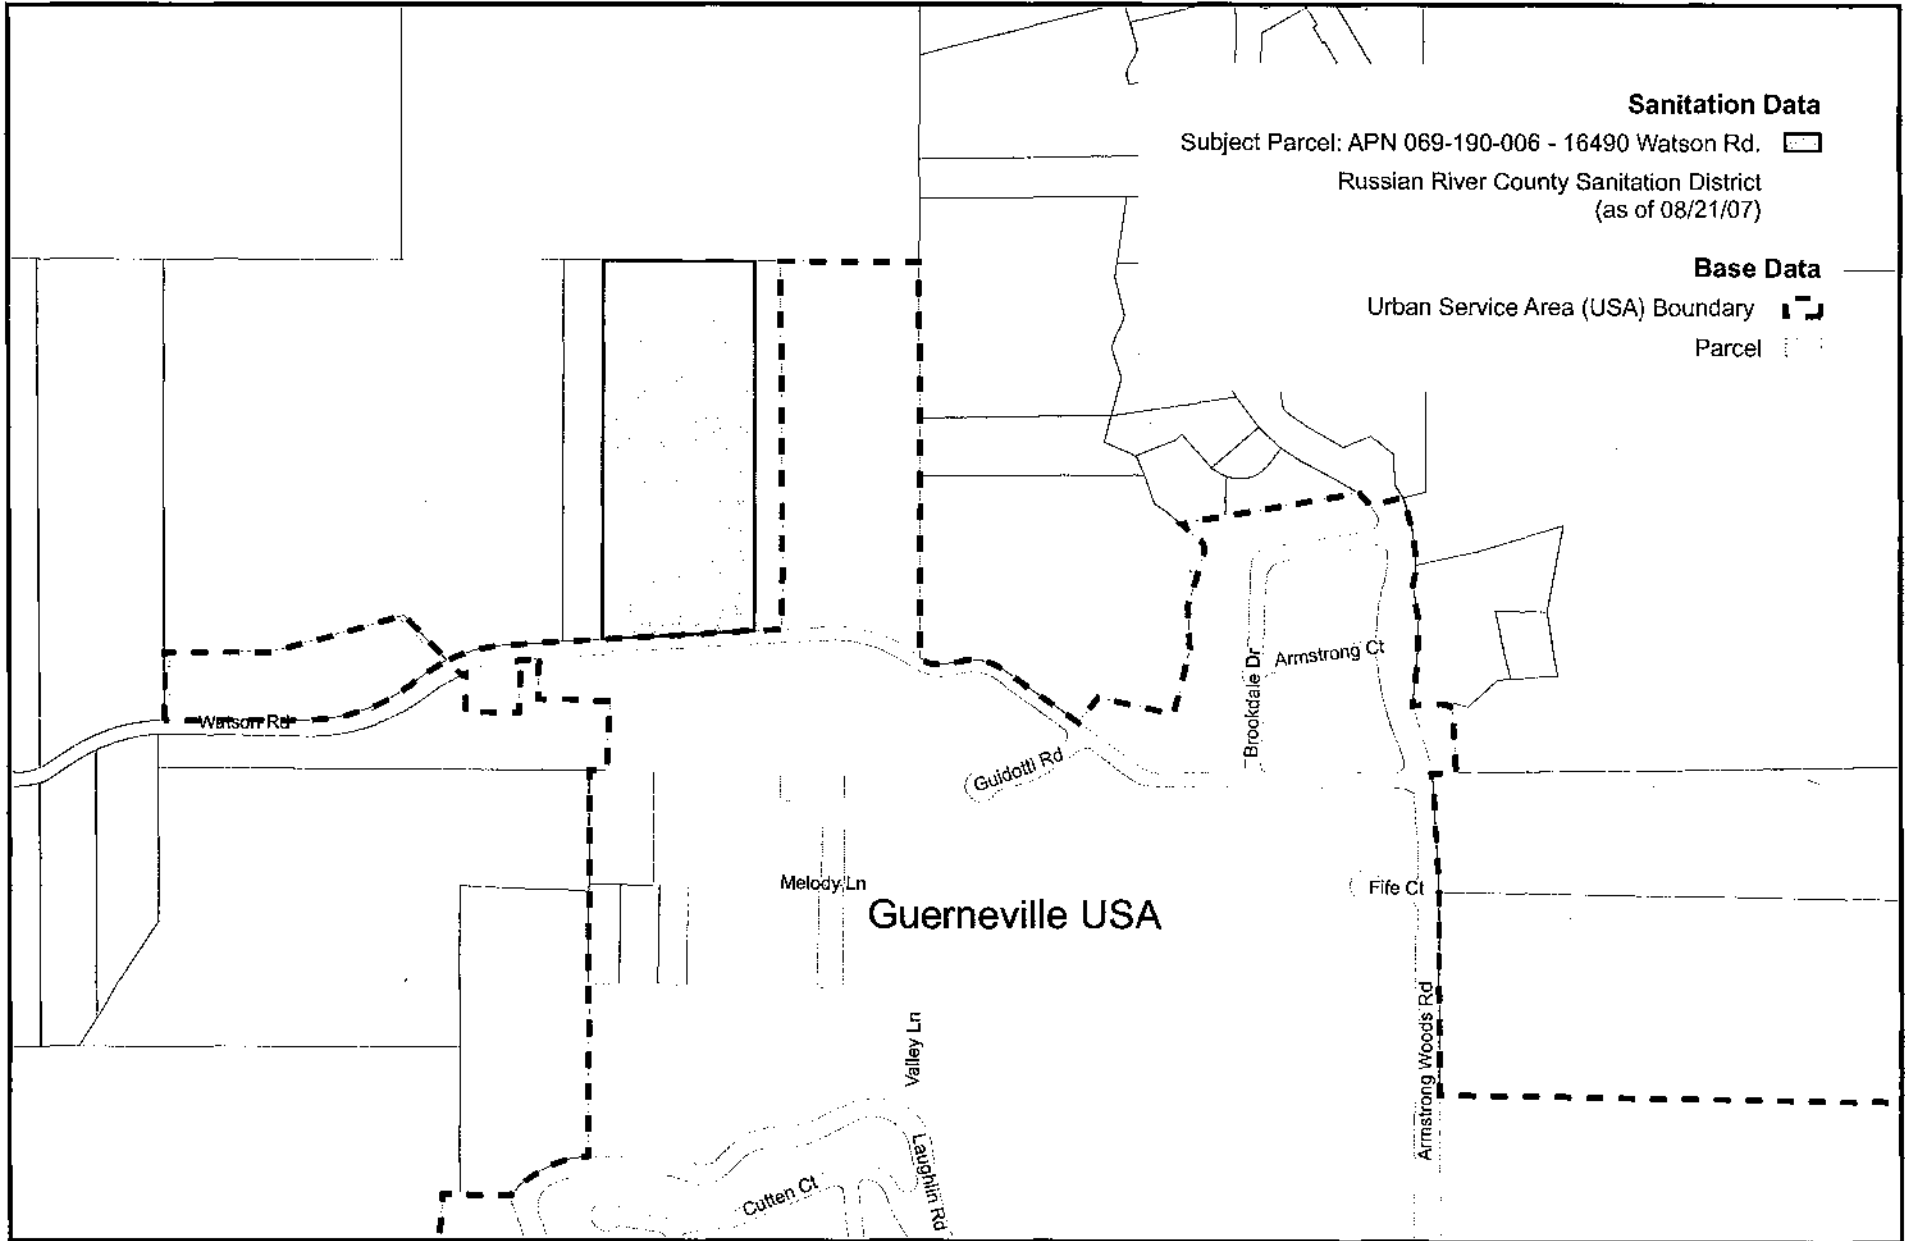 Sanitation Data
Subject Parcel: APN 069-190-006 - 16490 Watson Rd.
Russian River County Sanitation District
(as of 08/21/07)
Base Data
Urban Service Area (USA) Boundary
Parcel
Armstrong Ct
Brookdale Dr
Watson Rd
Guidotti Rd
Melody Ln
Fife Ct
Guerneville USA
Valley Ln
Armstrong Woods Rd
Laughlin Rd
Cutten Ct